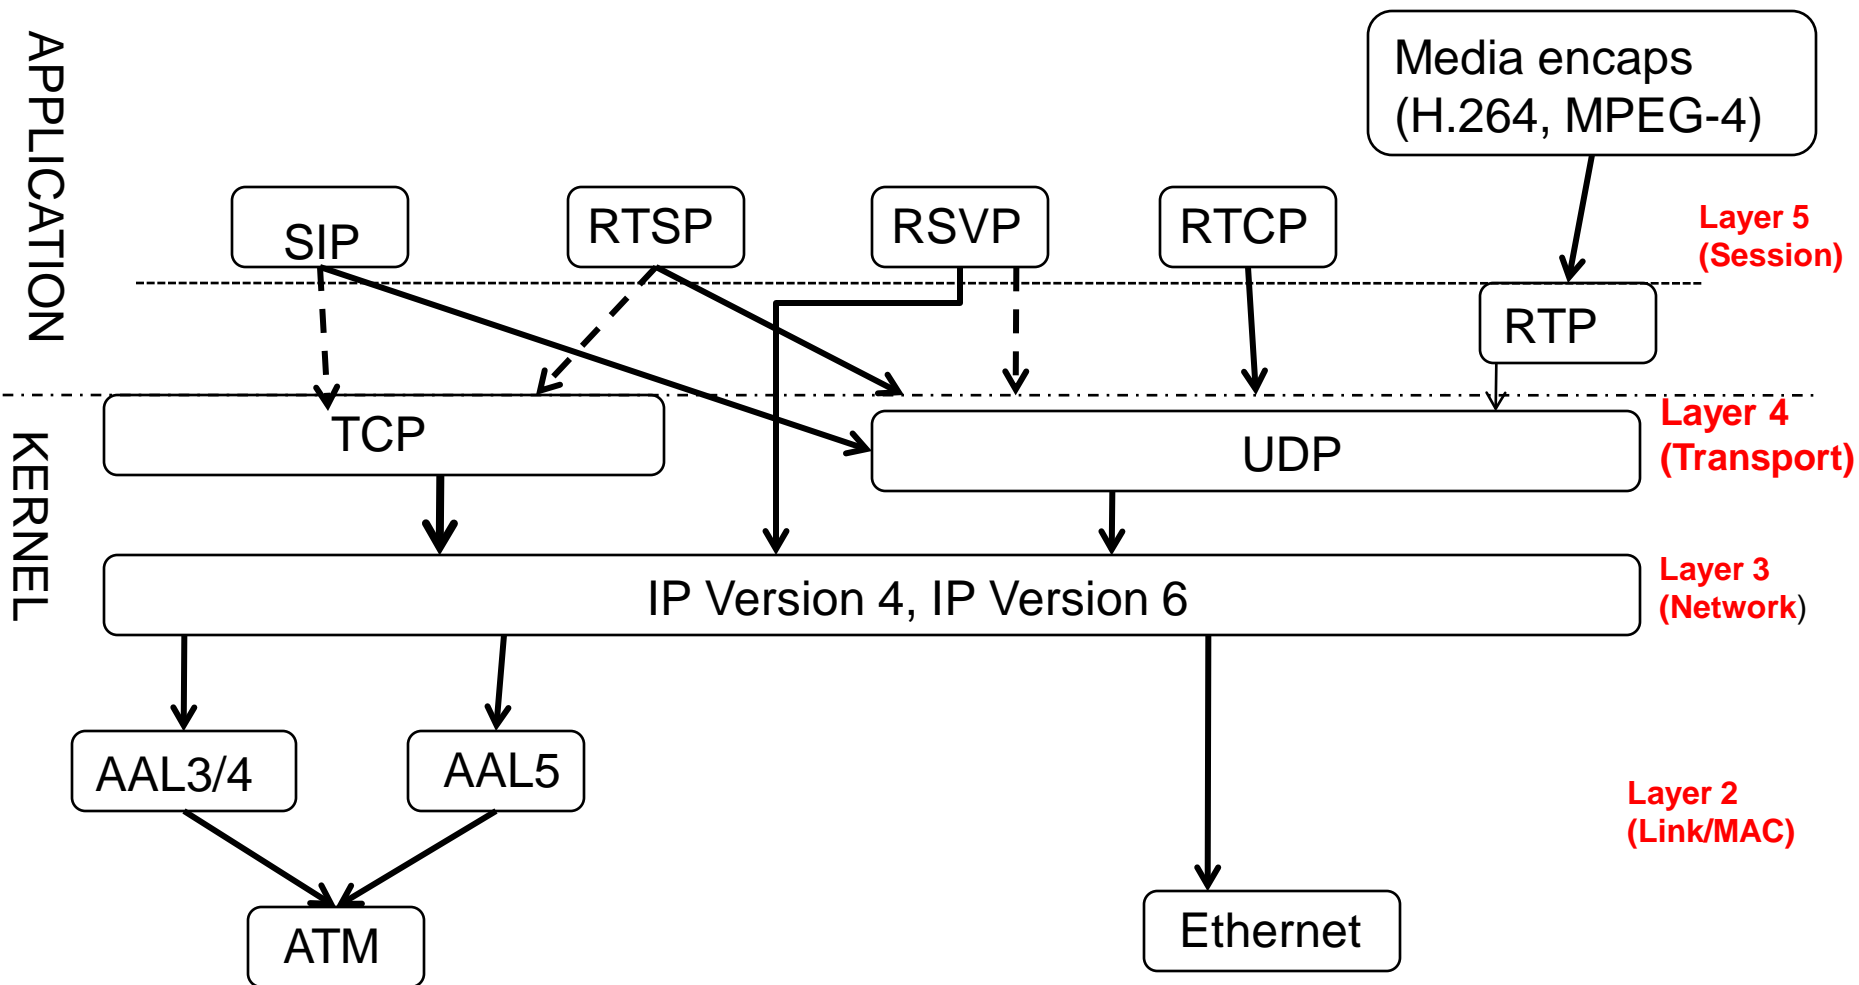 APPLICATION
Media encaps
(H.264, MPEG-4)
SIP
RTSP
RSVP
RTCP
Layer 5
(Session)
RTP
KERNEL
TCP
UDP
Layer 4
(Transport)
IP Version 4, IP Version 6
Layer 3
(Network)
AAL3/4
AAL5
Layer 2
(Link/MAC)
ATM
Ethernet